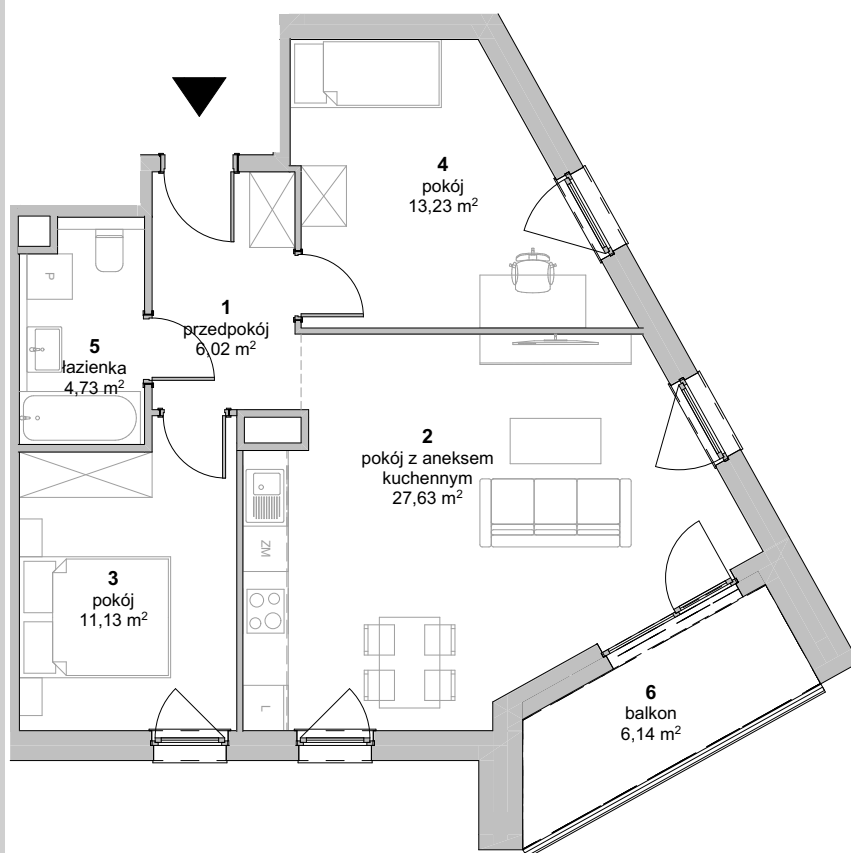 4
pokój
13,23 m²
1
przedpokój
6,02 m²
P
5
łazienka
4,73 m²
2
pokój z aneksem
kuchennym
27,63 m²
ZM
3
pokój
11,13 m²
L
6
balkon
6,14 m²